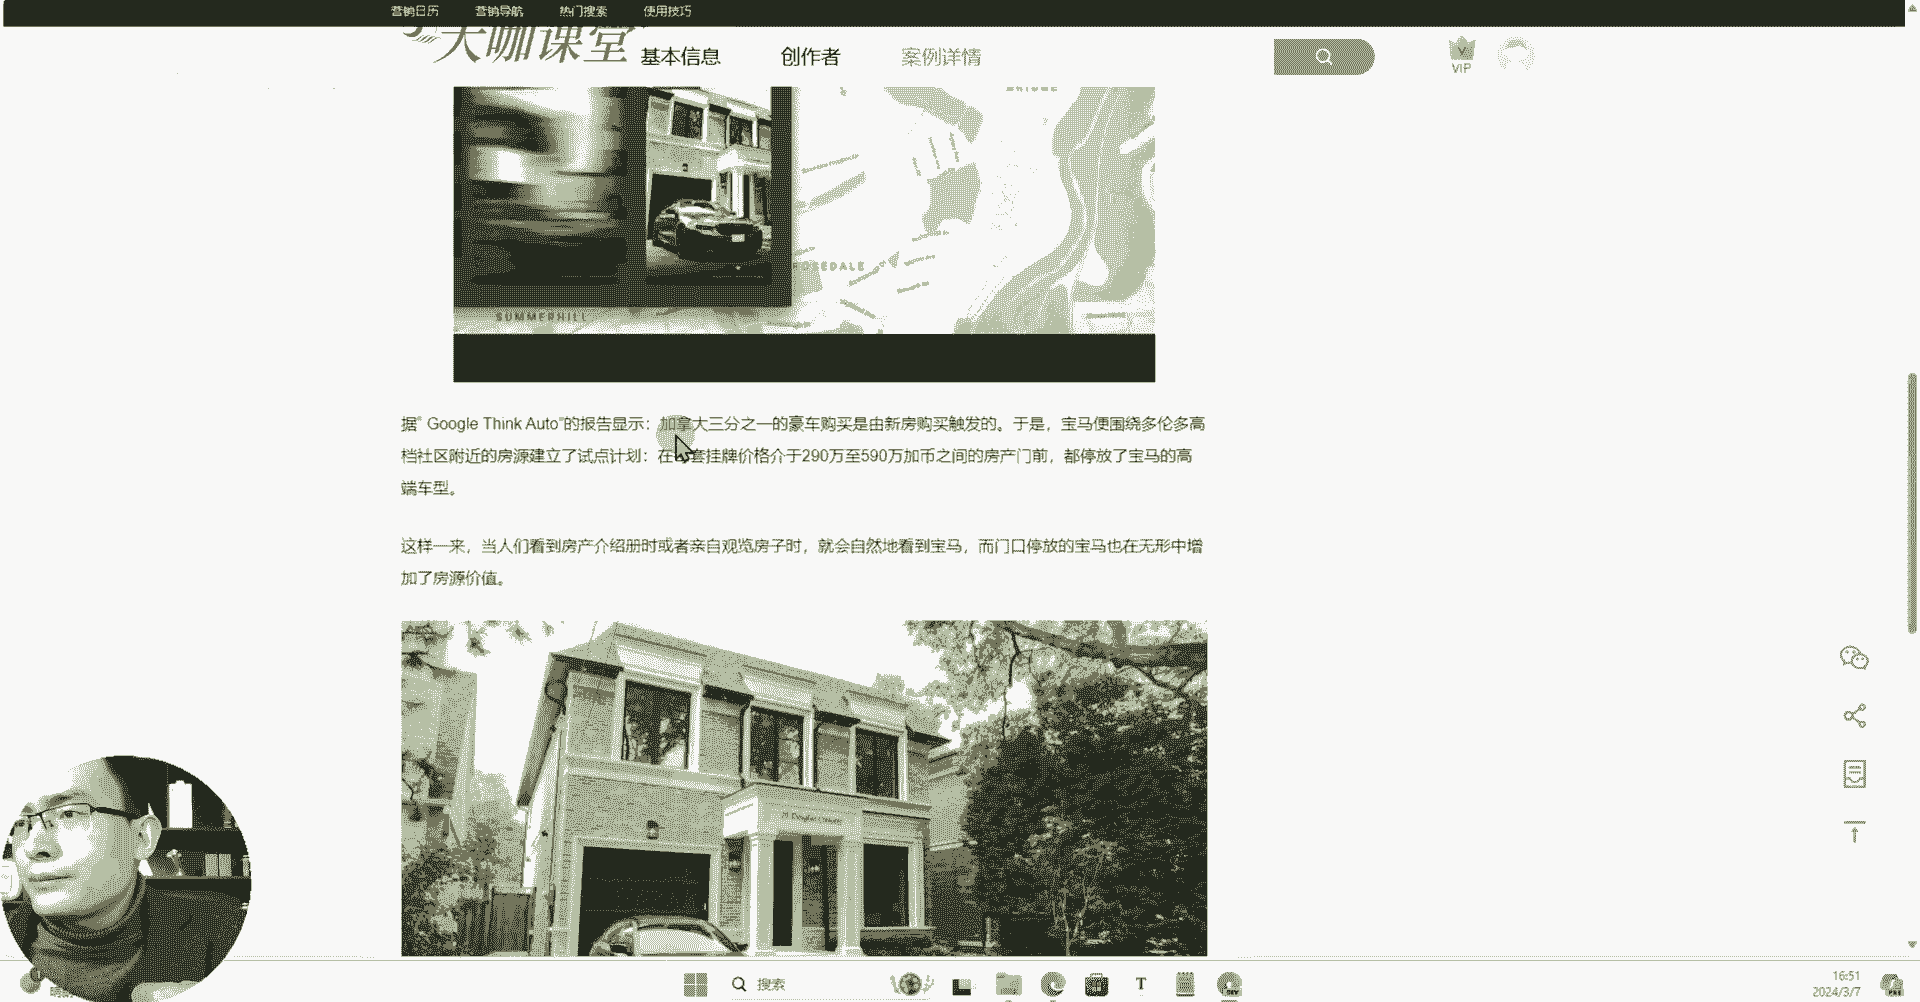 营销日历 营销导航 热门搜索 使用技巧
大咖课堂
基本信息 创作者 案例详情
VIP
ROSEDALE
SUMMERHILL
据“ Google Think Auto”的报告显示：加拿大三分之一的豪车购买是由新房购买触发的。于是，宝马便围绕多伦多高
档社区附近的房源建立了试点计划：在 套挂牌价格介于290万至590万加币之间的房产门前，都停放了宝马的高
端车型。
这样一来，当人们看到房产介绍册时或者亲自观览房子时，就会自然地看到宝马，而门口停放的宝马也在无形中增
加了房源价值。
搜索
16:51
2024/3/7